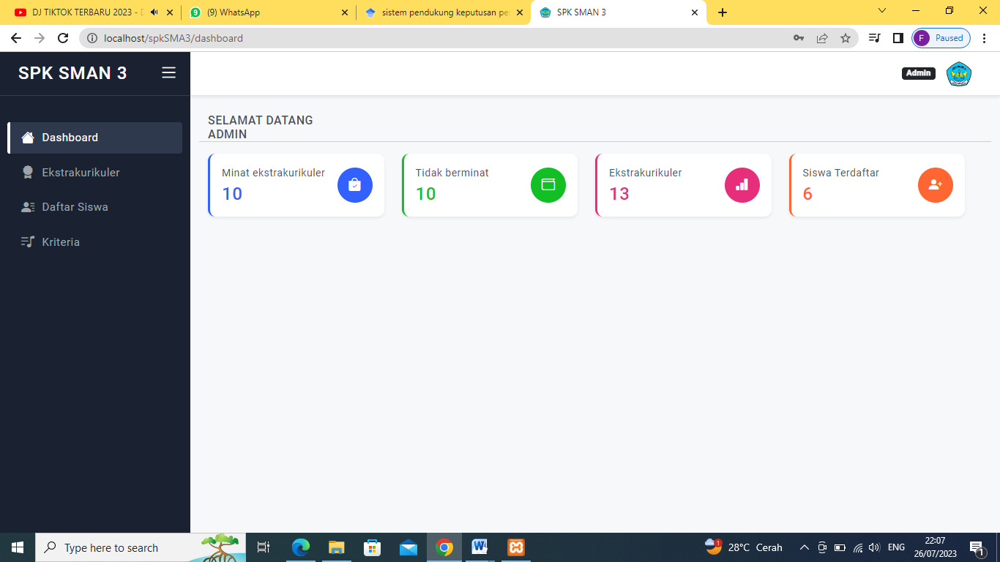 DJ TIKTOK TERBARU 2023 - D
(9) WhatsApp
sistem pendukung keputusan pe
SPK SMAN 3
localhost/spkSMA3/dashboard
F Paused
SPK SMAN 3
Admin
Dashboard
Ekstrakurikuler
Daftar Siswa
Kriteria
SELAMAT DATANG
ADMIN
Minat ekstrakurikuler
10
Tidak berminat
10
Ekstrakurikuler
13
Siswa Terdaftar
6
Type here to search
1
28°C Cerah
ENG
22:07
26/07/2023
1